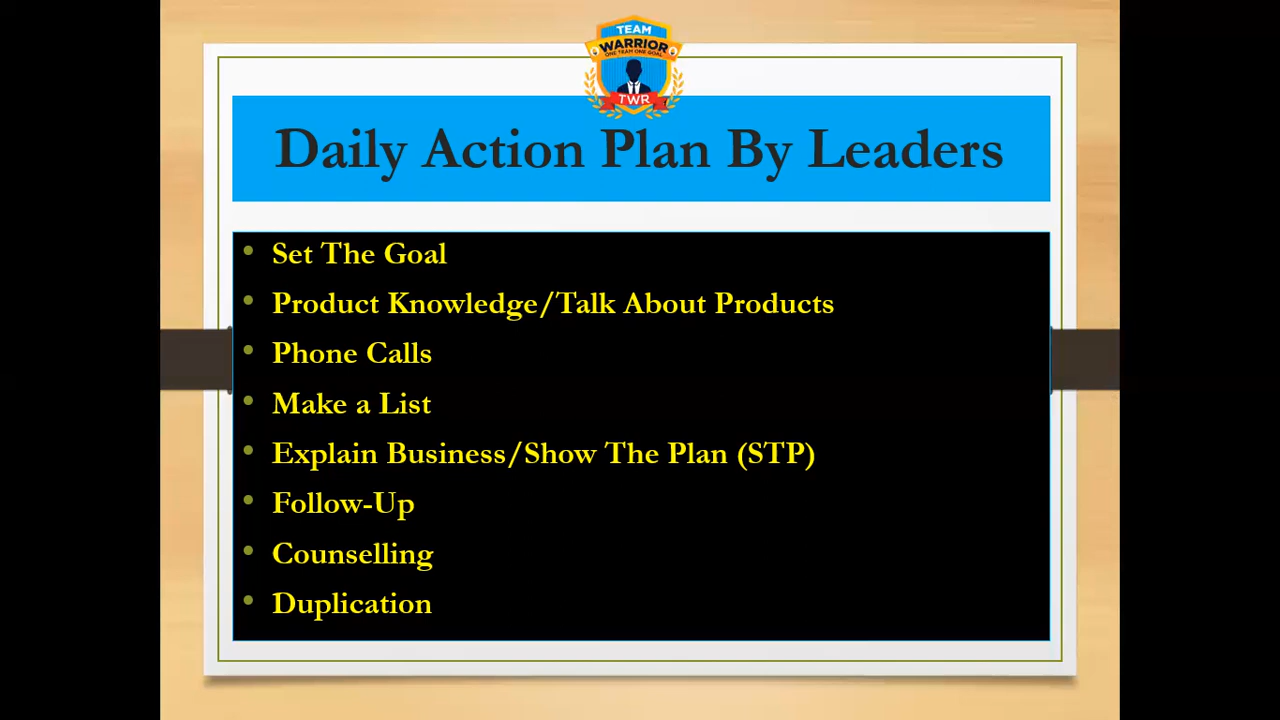 TEAM
WARRIOR
ONE TEAM ONE GOAL
TWR
Daily Action Plan By Leaders
• Set The Goal
• Product Knowledge/Talk About Products
• Phone Calls
• Make a List
• Explain Business/Show The Plan (STP)
• Follow-Up
• Counselling
• Duplication